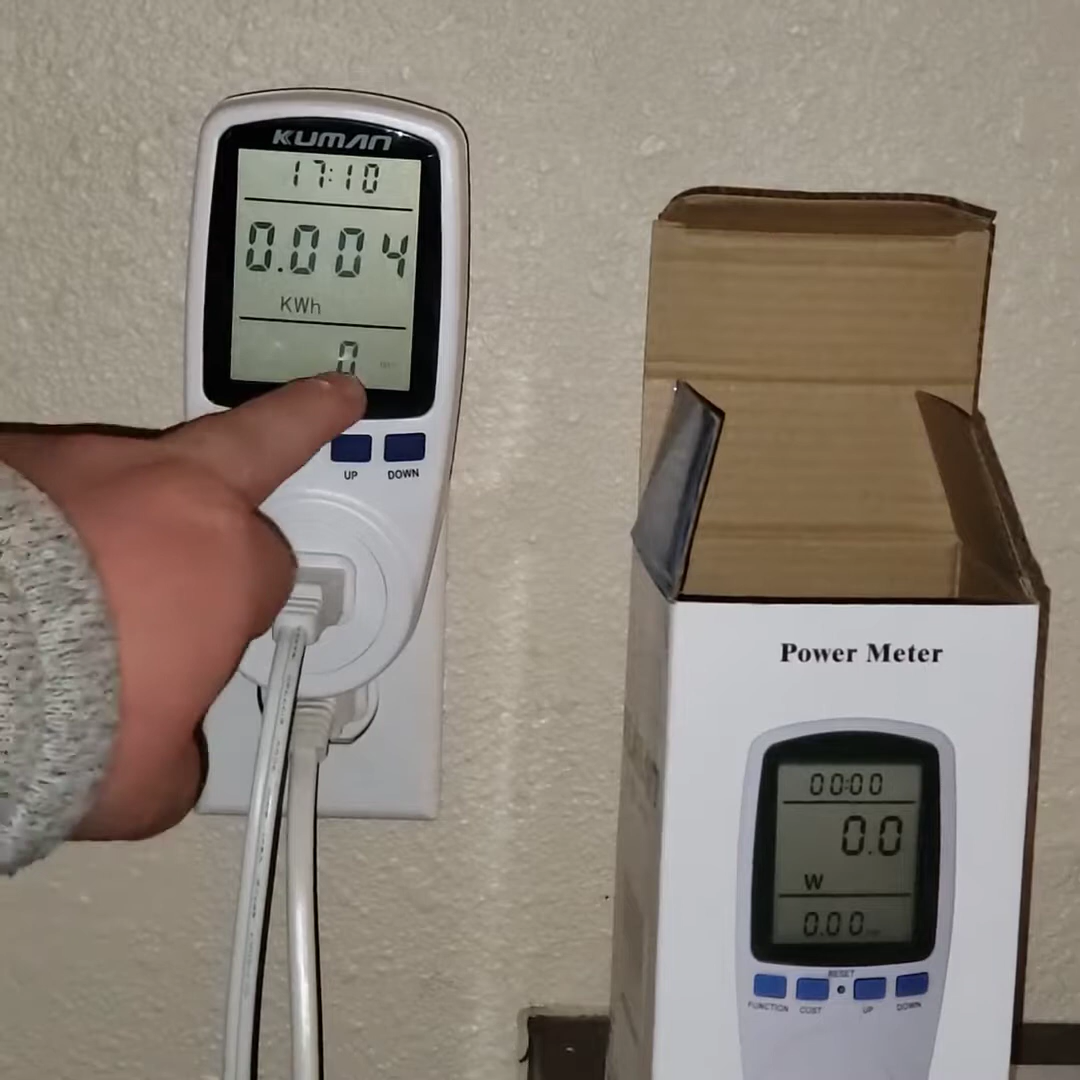 KUMAN
17:10
0.004
KWh
0
UP DOWN
Power Meter
00:00
0.0
W
0.00
RESET
FUNCTION COST UP DOWN